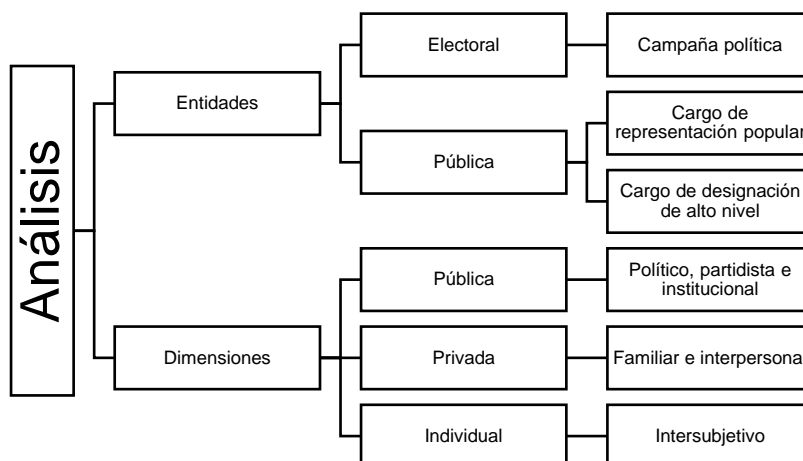 Análisis
Entidades
Electoral
Campaña política
Pública
Cargo de
representación popular
Cargo de designación
de alto nivel
Dimensiones
Pública
Político, partidista e
institucional
Privada
Familiar e interpersona
Individual
Intersubjetivo